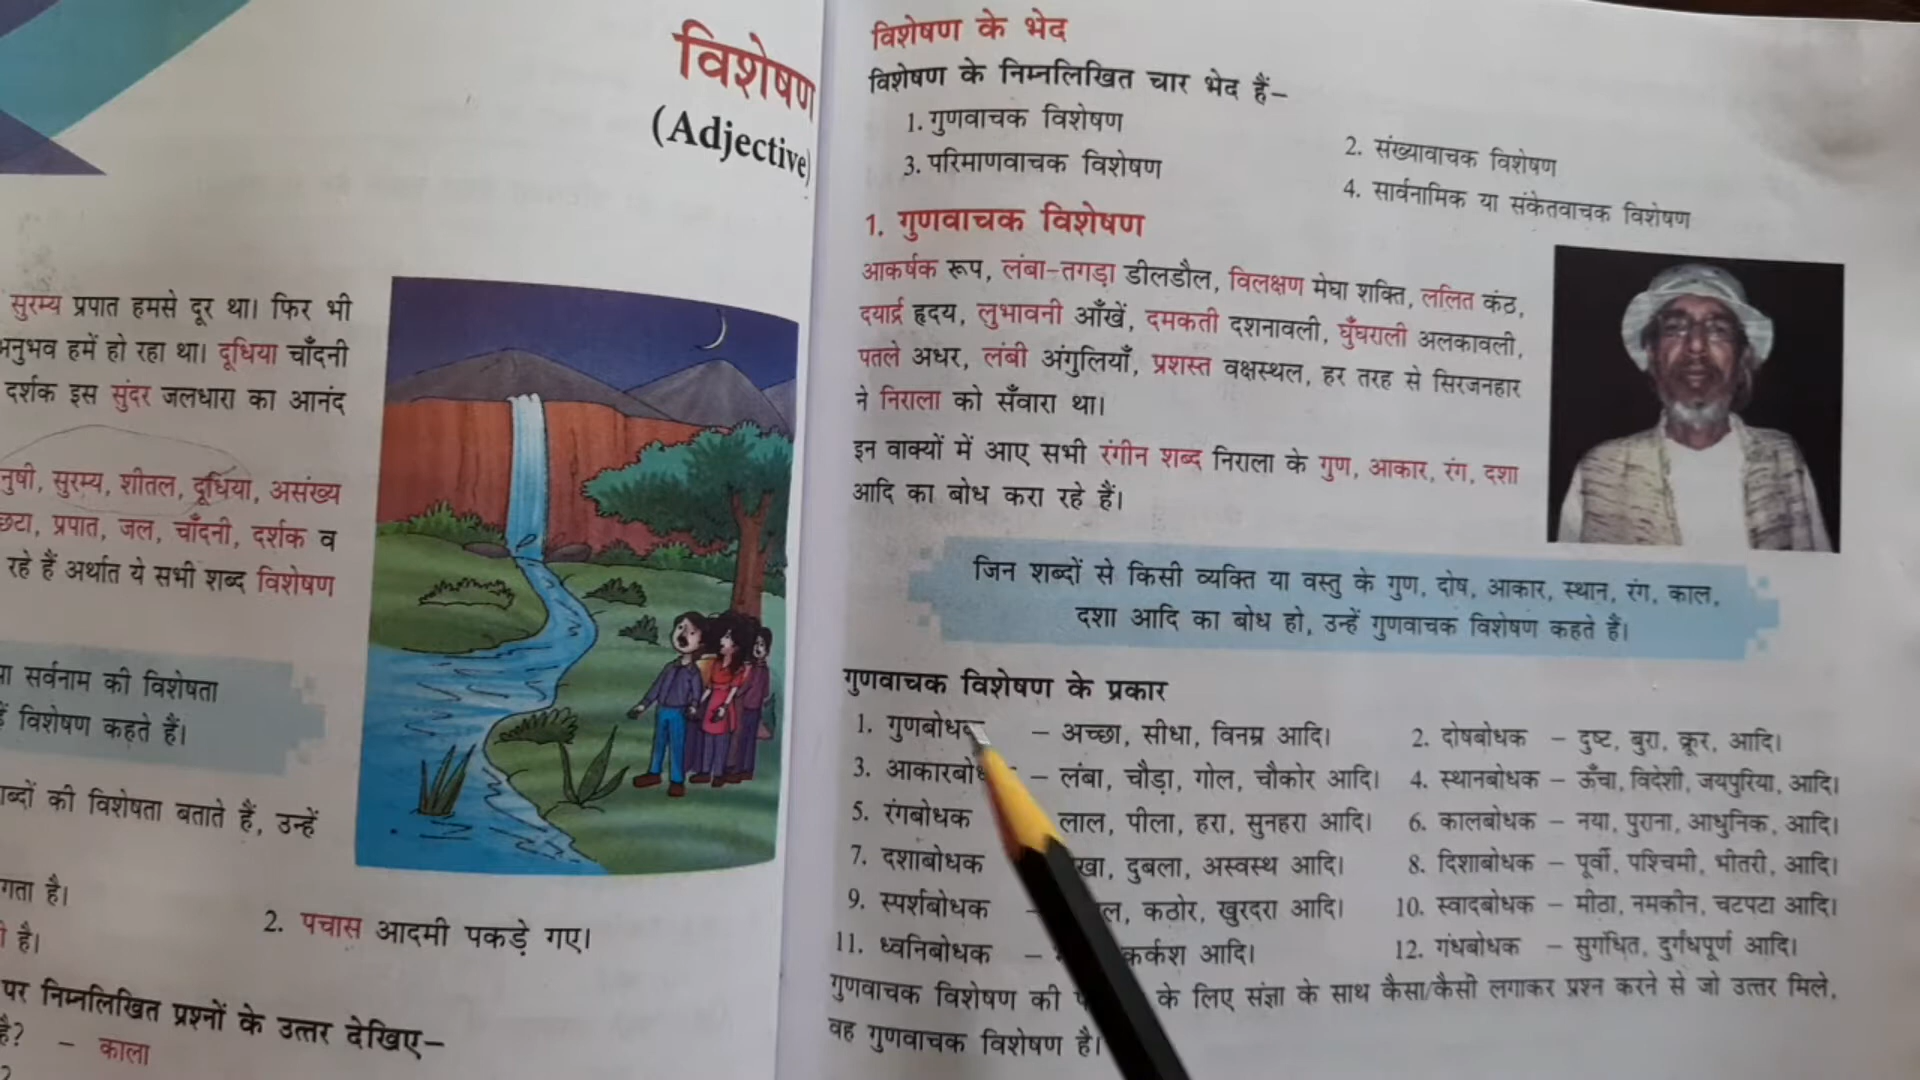 विशेषण
(Adjective)
सुरम्य प्रपात हमसे दूर था। फिर भी
अनुभव हमें हो रहा था। दूधिया चाँदनी
दर्शक इस सुंदर जलधारा का आनंद
सुरम्य, शीतल, दूधिया, असंख्य
छटा, प्रपात, जल, चाँदनी, दर्शक व
रहे हैं अर्थात ये सभी शब्द विशेषण
सर्वनाम की विशेषता
विशेषण कहते हैं।
शब्दों की विशेषता बताते हैं, उन्हें
है।
2. पचास आदमी पकड़े गए।
है।
पर निम्नलिखित प्रश्नों के उत्तर देखिए–
है? – काला
विशेषण के भेद
विशेषण के निम्नलिखित चार भेद हैं–
1. गुणवाचक विशेषण
2. संख्यावाचक विशेषण
3. परिमाणवाचक विशेषण
4. सार्वनामिक या संकेतवाचक विशेषण
1. गुणवाचक विशेषण
आकर्षक रूप, लंबा-तगड़ा डीलडौल, विलक्षण मेघा शक्ति, ललित कंठ,
दयार्द्र हृदय, लुभावनी आँखें, दमकती दशनावली, घुँघराली अलकावली,
पतले अधर, लंबी अंगुलियाँ, प्रशस्त वक्षस्थल, हर तरह से सिरजनहार
ने निराला को सँवारा था।
इन वाक्यों में आए सभी रंगीन शब्द निराला के गुण, आकार, रंग, दशा
आदि का बोध करा रहे हैं।
जिन शब्दों से किसी व्यक्ति या वस्तु के गुण, दोष, आकार, स्थान, रंग, काल,
दशा आदि का बोध हो, उन्हें गुणवाचक विशेषण कहते हैं।
गुणवाचक विशेषण के प्रकार
1. गुणबोधक – अच्छा, सीधा, विनम्र आदि। 2. दोषबोधक – दुष्ट, बुरा, क्रूर, आदि।
3. आकारबोधक – लंबा, चौड़ा, गोल, चौकोर आदि। 4. स्थानबोधक – ऊँचा, विदेशी, जयपुरिया, आदि।
5. रंगबोधक लाल, पीला, हरा, सुनहरा आदि। 6. कालबोधक – नया, पुराना, आधुनिक, आदि।
7. दशाबोधक दुबला, अस्वस्थ आदि। 8. दिशाबोधक – पूर्वी, पश्चिमी, भीतरी, आदि।
9. स्पर्शबोधक – कठोर, खुरदरा आदि। 10. स्वादबोधक – मीठा, नमकीन, चटपटा आदि।
11. ध्वनिबोधक – कर्कश आदि। 12. गंधबोधक – सुगंधित, दुर्गंधपूर्ण आदि।
गुणवाचक विशेषण की के लिए संज्ञा के साथ कैसा/कैसी लगाकर प्रश्न करने से जो उत्तर मिले,
वह गुणवाचक विशेषण है।